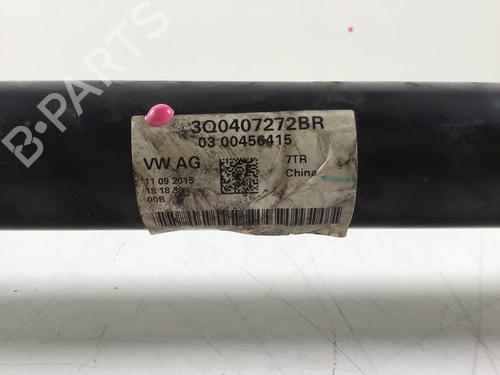 B-PARTS
3Q0407272BR
03 00456415
VW AG
7TR
China
11 09 2015
18 18 39
00B